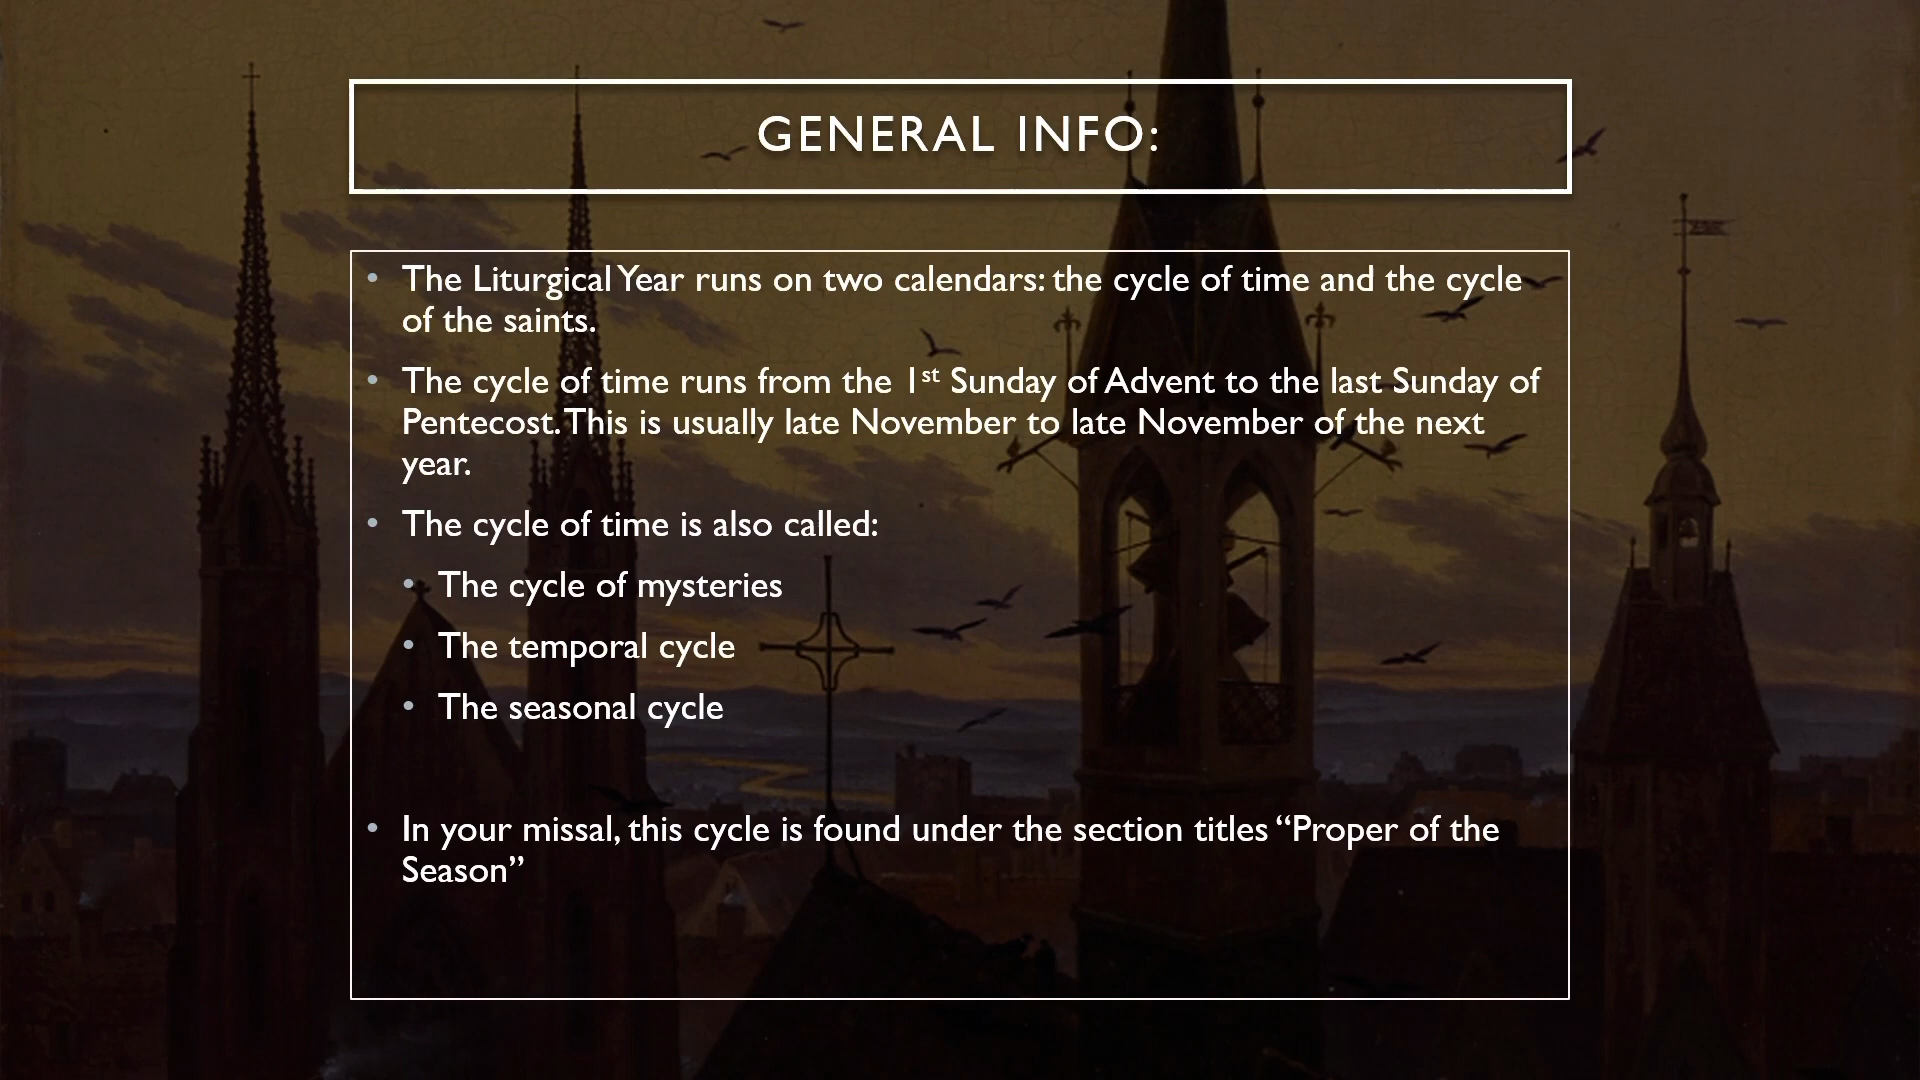 GENERAL INFO:
• The Liturgical Year runs on two calendars: the cycle of time and the cycle
of the saints.
• The cycle of time runs from the 1st Sunday of Advent to the last Sunday of
Pentecost. This is usually late November to late November of the next
year.
• The cycle of time is also called:
• The cycle of mysteries
• The temporal cycle
• The seasonal cycle
• In your missal, this cycle is found under the section titles “Proper of the
Season”